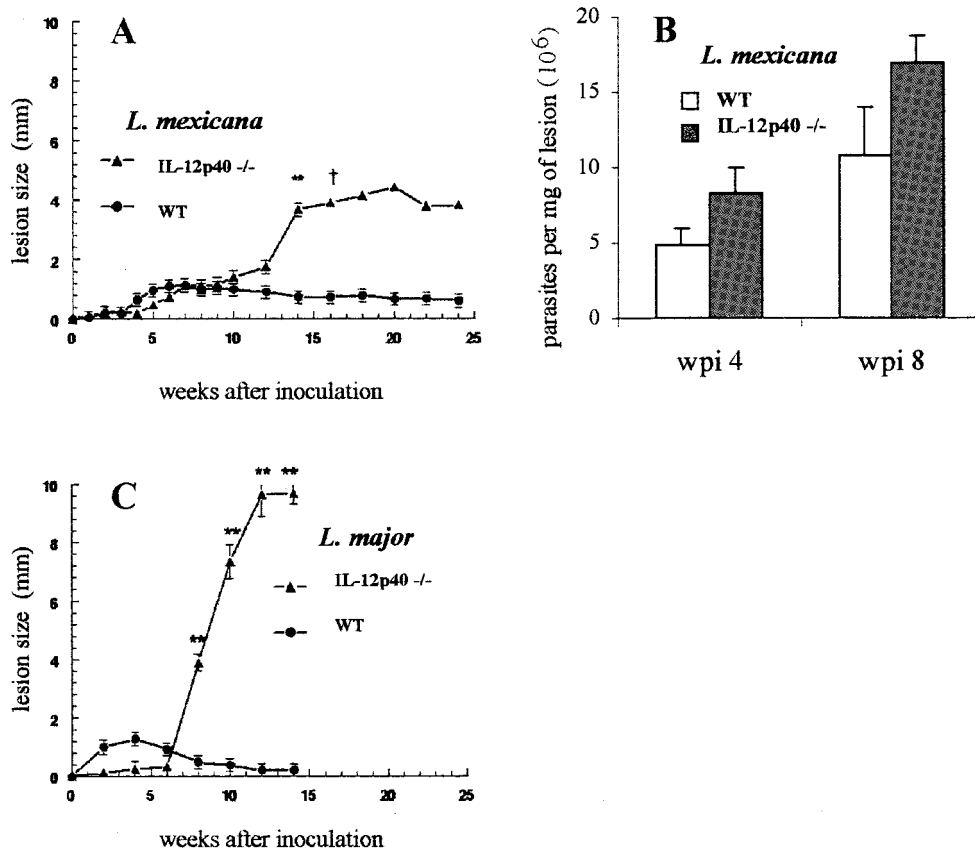 A
10
8
6
4
2
0
lesion size (mm)
L. mexicana
IL-12p40 -/-
WT
**
†
0
5
10
15
20
25
weeks after inoculation
B
20
15
10
5
0
parasites per mg of lesion (10⁶)
L. mexicana
WT
IL-12p40 -/-
wpi 4
wpi 8
C
10
8
6
4
2
0
lesion size (mm)
L. major
IL-12p40 -/-
WT
**
**
**
**
0
5
10
15
20
25
weeks after inoculation